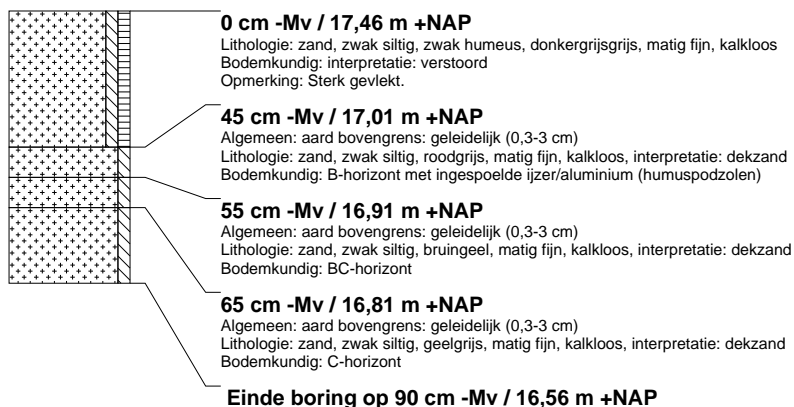 0 cm -Mv / 17,46 m +NAP
Lithologie: zand, zwak siltig, zwak humeus, donkergrijsgrijs, matig fijn, kalkloos
Bodemkundig: interpretatie: verstoord
Opmerking: Sterk gevlekt.
45 cm -Mv / 17,01 m +NAP
Algemeen: aard bovengrens: geleidelijk (0,3-3 cm)
Lithologie: zand, zwak siltig, roodgrijs, matig fijn, kalkloos, interpretatie: dekzand
Bodemkundig: B-horizont met ingespoelde ijzer/aluminium (humuspodzolen)
55 cm -Mv / 16,91 m +NAP
Algemeen: aard bovengrens: geleidelijk (0,3-3 cm)
Lithologie: zand, zwak siltig, bruingeel, matig fijn, kalkloos, interpretatie: dekzand
Bodemkundig: BC-horizont
65 cm -Mv / 16,81 m +NAP
Algemeen: aard bovengrens: geleidelijk (0,3-3 cm)
Lithologie: zand, zwak siltig, geelgrijs, matig fijn, kalkloos, interpretatie: dekzand
Bodemkundig: C-horizont
Einde boring op 90 cm -Mv / 16,56 m +NAP